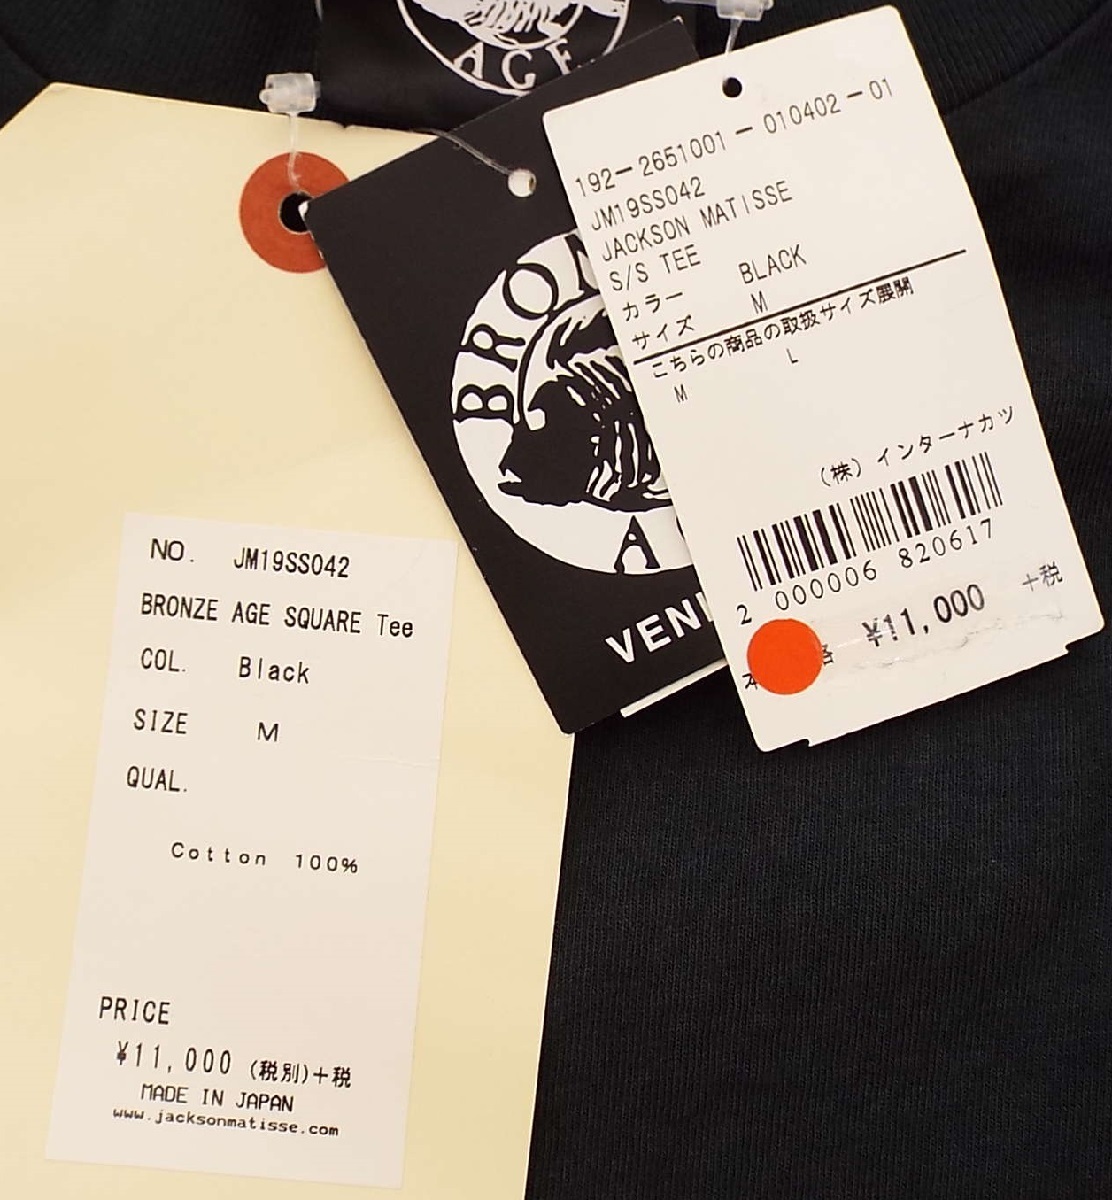 AGE
192-2651001-010402-01
JM19SS042
JACKSON MATISSE
S/S TEE
カラー BLACK
サイズ M
こちらの商品の取扱サイズ展開
M L
(株)インターナカツ
2 000006 820617
¥11,000 +税
BRON
A
VENI
NO. JM19SS042
BRONZE AGE SQUARE Tee
COL. Black
SIZE M
QUAL.
Cotton 100%
PRICE
¥11,000 (税別)+税
MADE IN JAPAN
www.jacksonmatisse.com